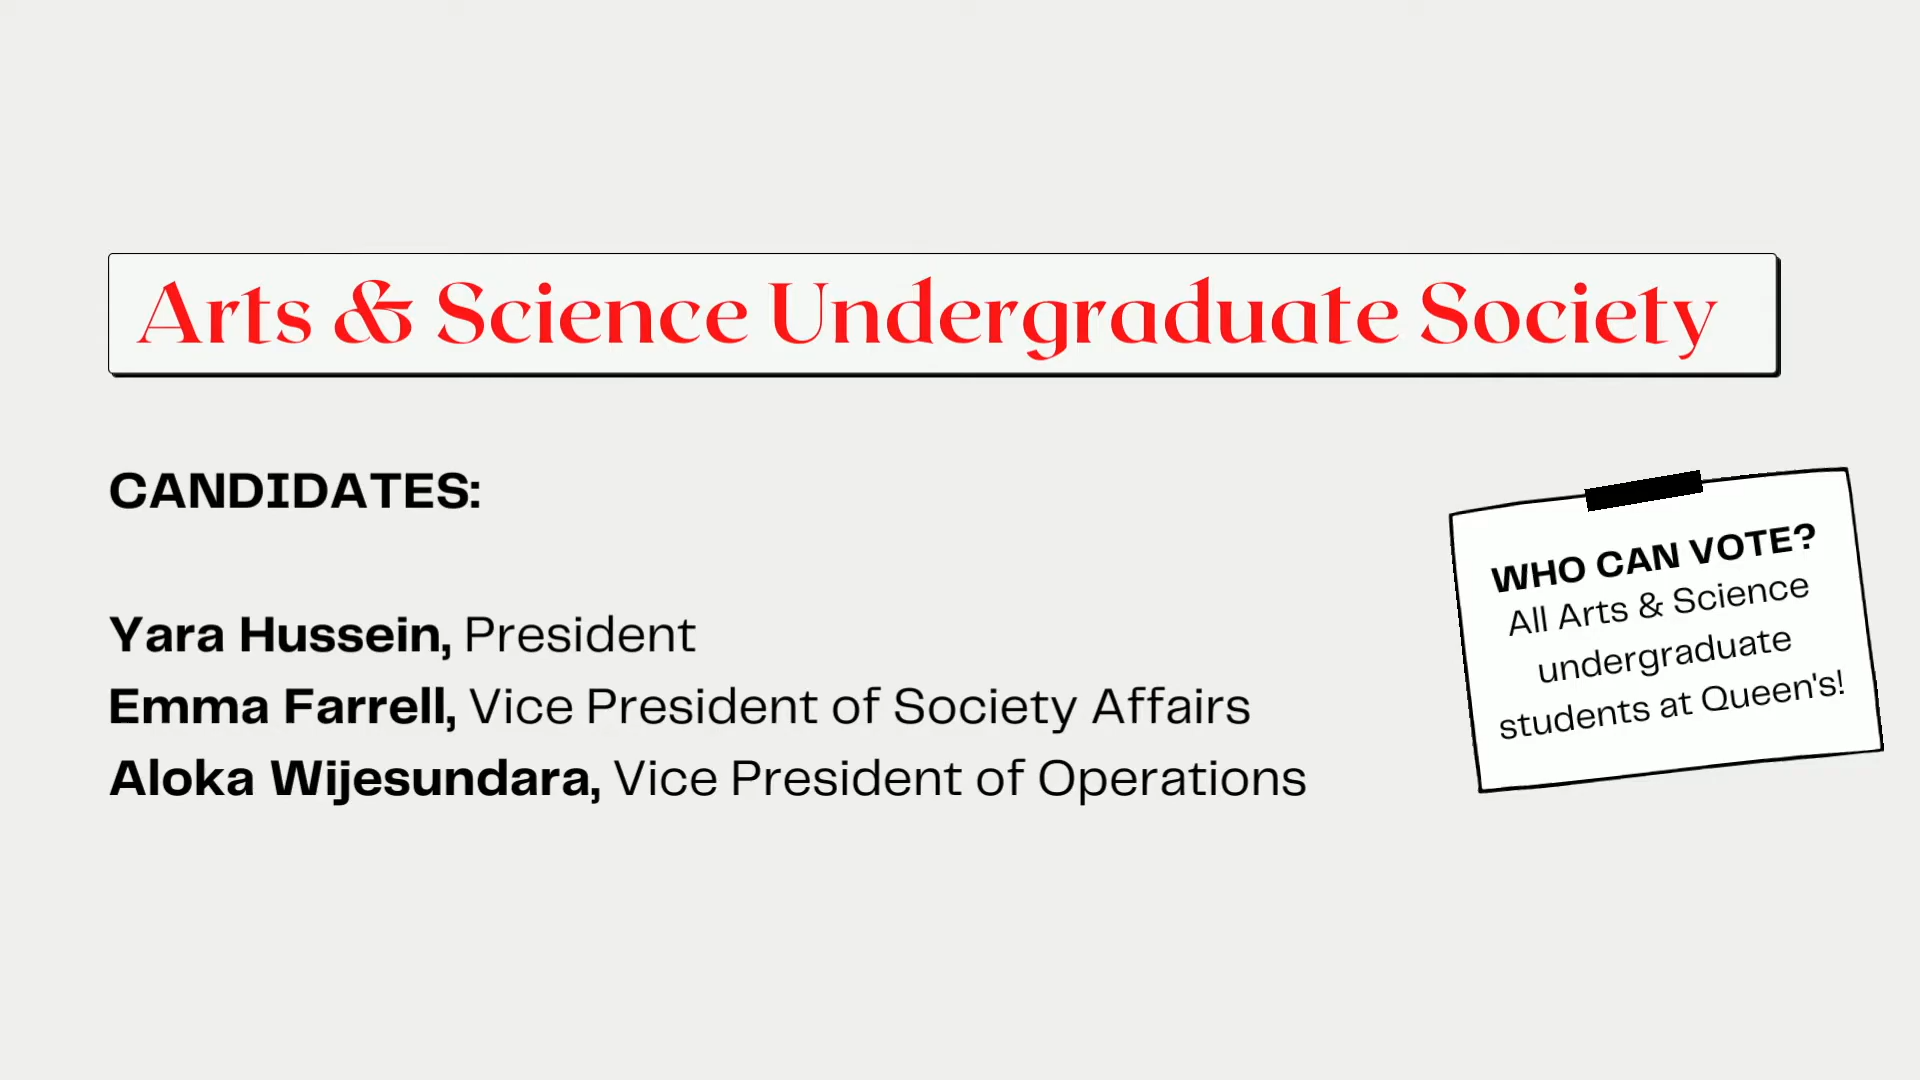 Arts & Science Undergraduate Society
CANDIDATES:
Yara Hussein, President
Emma Farrell, Vice President of Society Affairs
Aloka Wijesundara, Vice President of Operations
WHO CAN VOTE?
All Arts & Science
undergraduate
students at Queen's!